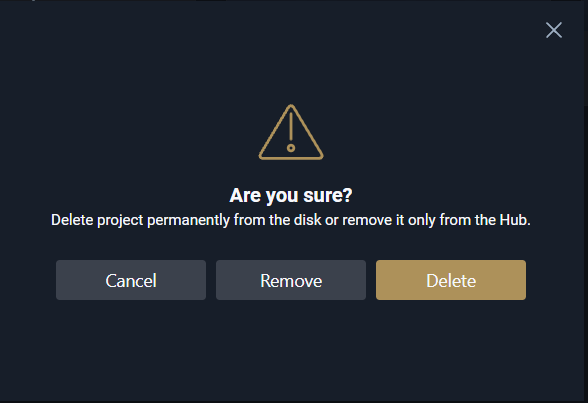 Are you sure?
Delete project permanently from the disk or remove it only from the Hub.
Cancel
Remove
Delete